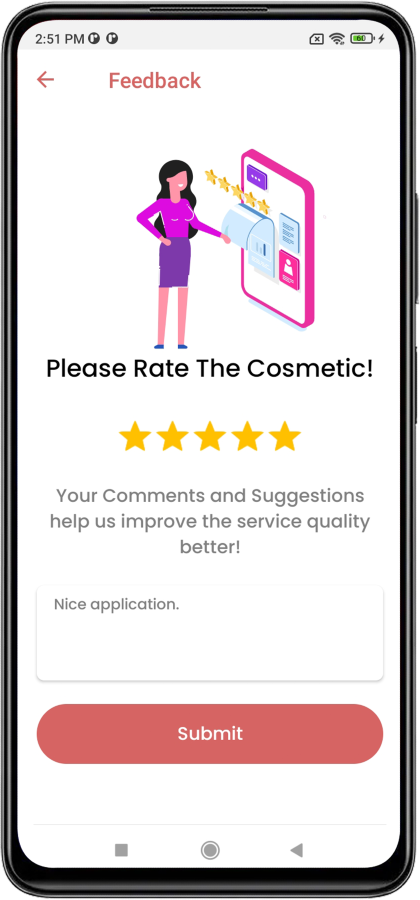 2:51 PM
60
Feedback
Please Rate The Cosmetic!
Your Comments and Suggestions
help us improve the service quality
better!
Nice application.
Submit